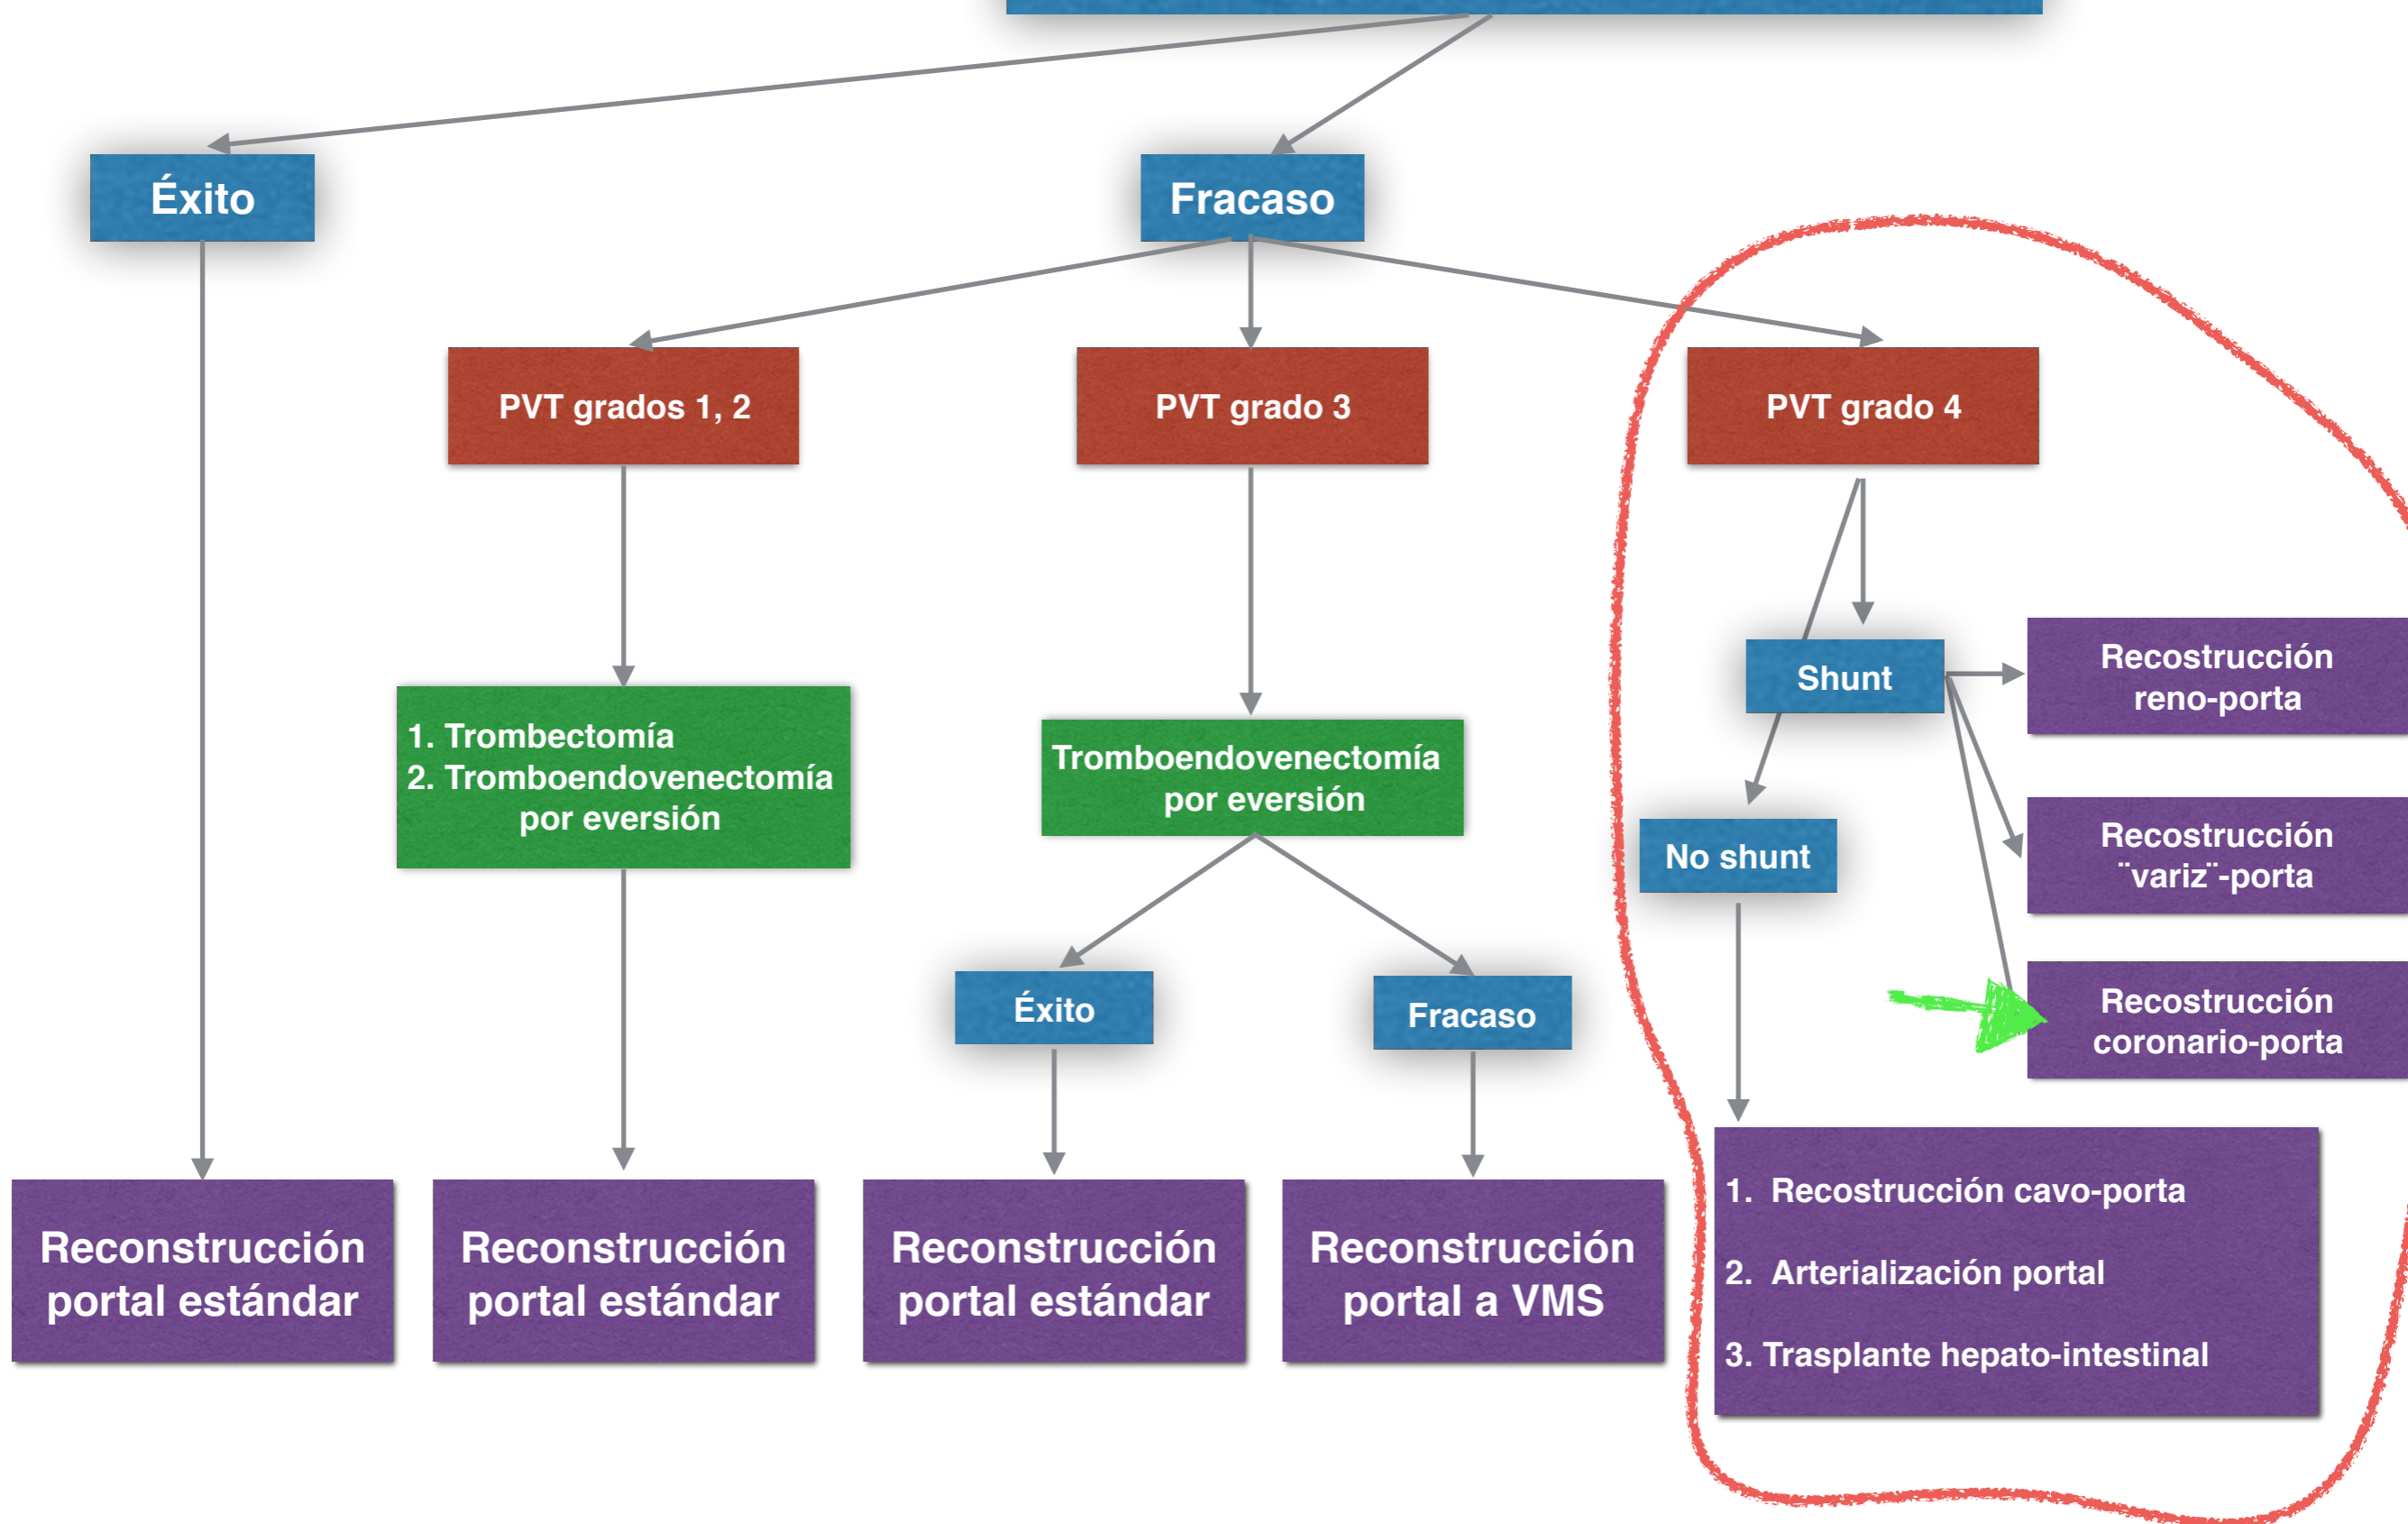 Éxito
Fracaso
PVT grados 1, 2
PVT grado 3
PVT grado 4
1. Trombectomía
2. Tromboendovenectomía
por eversión
Tromboendovenectomía
por eversión
Shunt
No shunt
Recostrucción
reno-porta
Recostrucción
¨variz¨-porta
Recostrucción
coronario-porta
Éxito
Fracaso
Reconstrucción
portal estándar
Reconstrucción
portal estándar
Reconstrucción
portal estándar
Reconstrucción
portal a VMS
1. Recostrucción cavo-porta
2. Arterialización portal
3. Trasplante hepato-intestinal